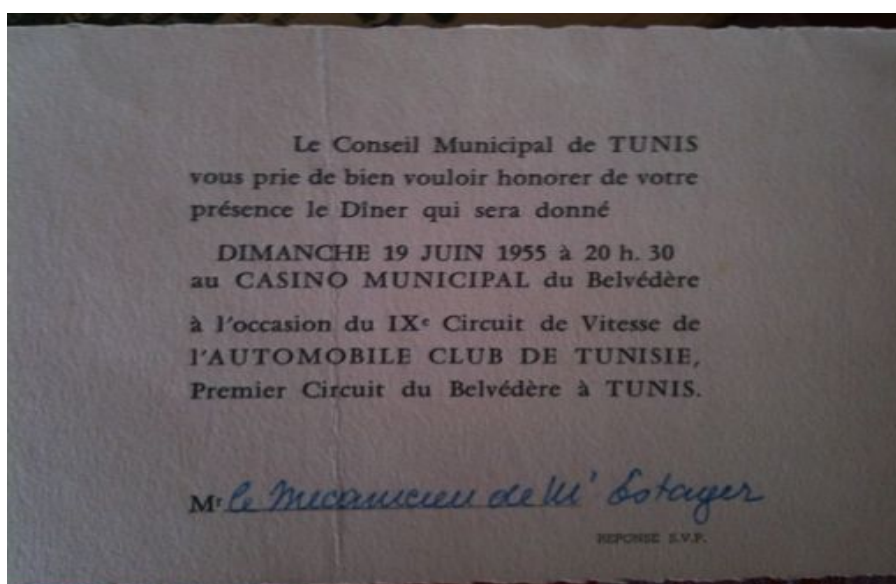 Le Conseil Municipal de TUNIS
vous prie de bien vouloir honorer de votre
présence le Dîner qui sera donné
DIMANCHE 19 JUIN 1955 à 20 h. 30
au CASINO MUNICIPAL du Belvédère
à l'occasion du IXe Circuit de Vitesse de
l'AUTOMOBILE CLUB DE TUNISIE,
Premier Circuit du Belvédère à TUNIS.
Mr le mecanicien de Mr Estager
REPONSE S.V.P.